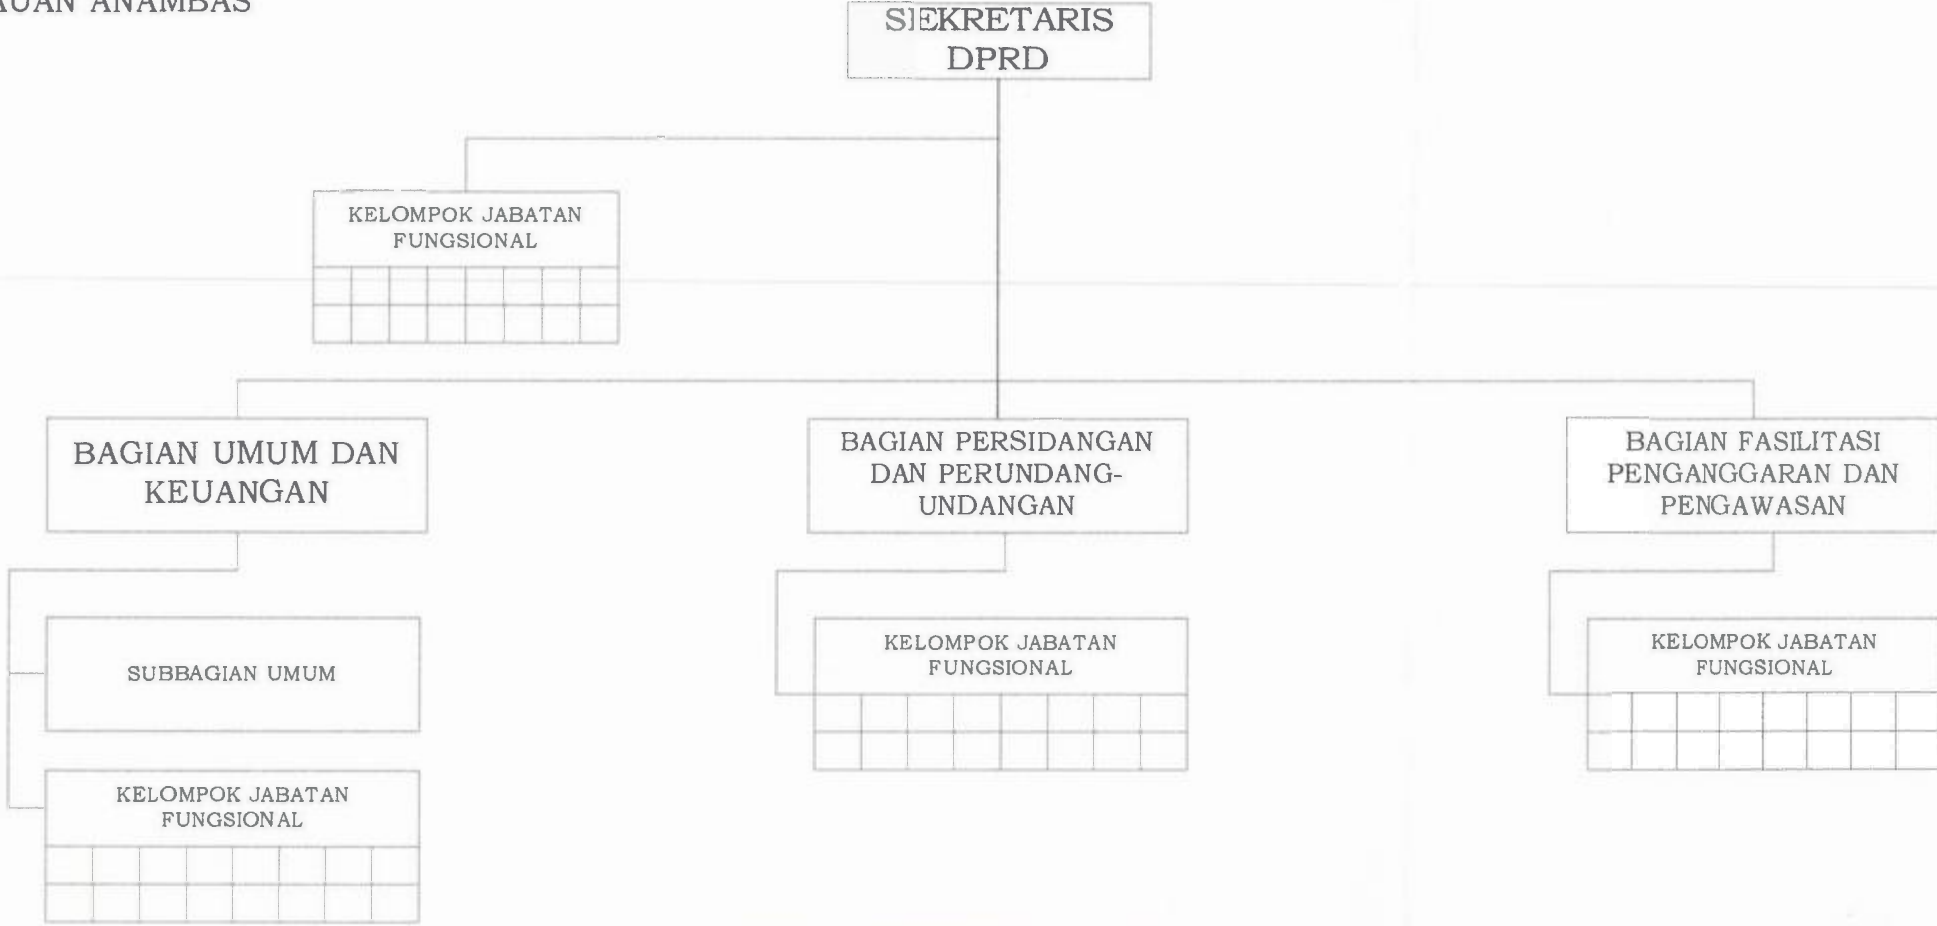 ANAMBAS
SEKRETARIS
DPRD
KELOMPOK JABATAN
FUNGSIONAL
BAGIAN UMUM DAN
KEUANGAN
BAGIAN PERSIDANGAN
DAN PERUNDANG-
UNDANGAN
BAGIAN FASILITASI
PENGANGGARAN DAN
PENGAWASAN
SUBBAGIAN UMUM
KELOMPOK JABATAN
FUNGSIONAL
KELOMPOK JABATAN
FUNGSIONAL
KELOMPOK JABATAN
FUNGSIONAL